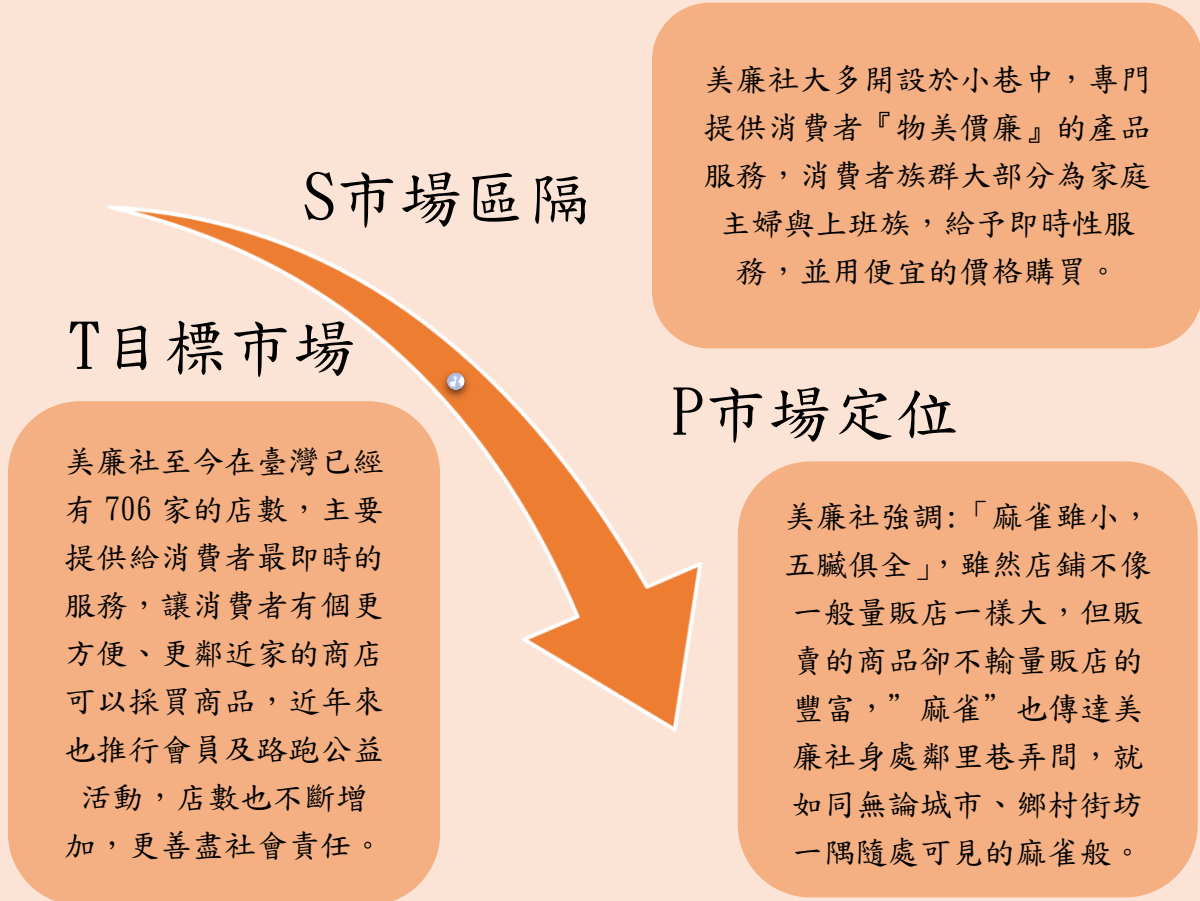 S市場區隔
美廉社大多開設於小巷中，專門
提供消費者『物美價廉』的產品
服務，消費者族群大部分為家庭
主婦與上班族，給予即時性服
務，並用便宜的價格購買。
T目標市場
美廉社至今在臺灣已經
有 706 家的店數，主要
提供給消費者最即時的
服務，讓消費者有個更
方便、更鄰近家的商店
可以採買商品，近年來
也推行會員及路跑公益
活動，店數也不斷增
加，更善盡社會責任。
P市場定位
美廉社強調:「麻雀雖小，
五臟俱全」，雖然店鋪不像
一般量販店一樣大，但販
賣的商品卻不輸量販店的
豐富，”麻雀”也傳達美
廉社身處鄰里巷弄間，就
如同無論城市、鄉村街坊
一隅隨處可見的麻雀般。